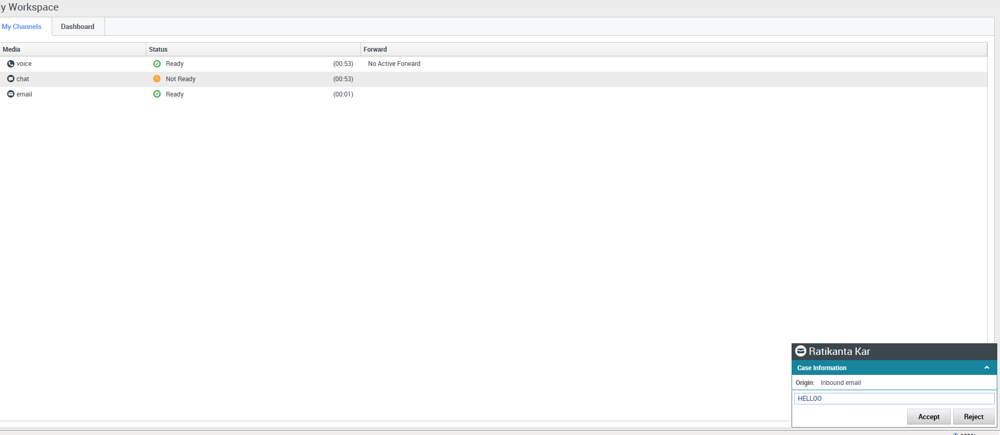 y Workspace
My Channels Dashboard
Media Status Forward
voice Ready (00:53) No Active Forward
chat Not Ready (00:53)
email Ready (00:01)
Ratikanta Kar
Case Information
Origin: Inbound email
HELLOO
Accept Reject